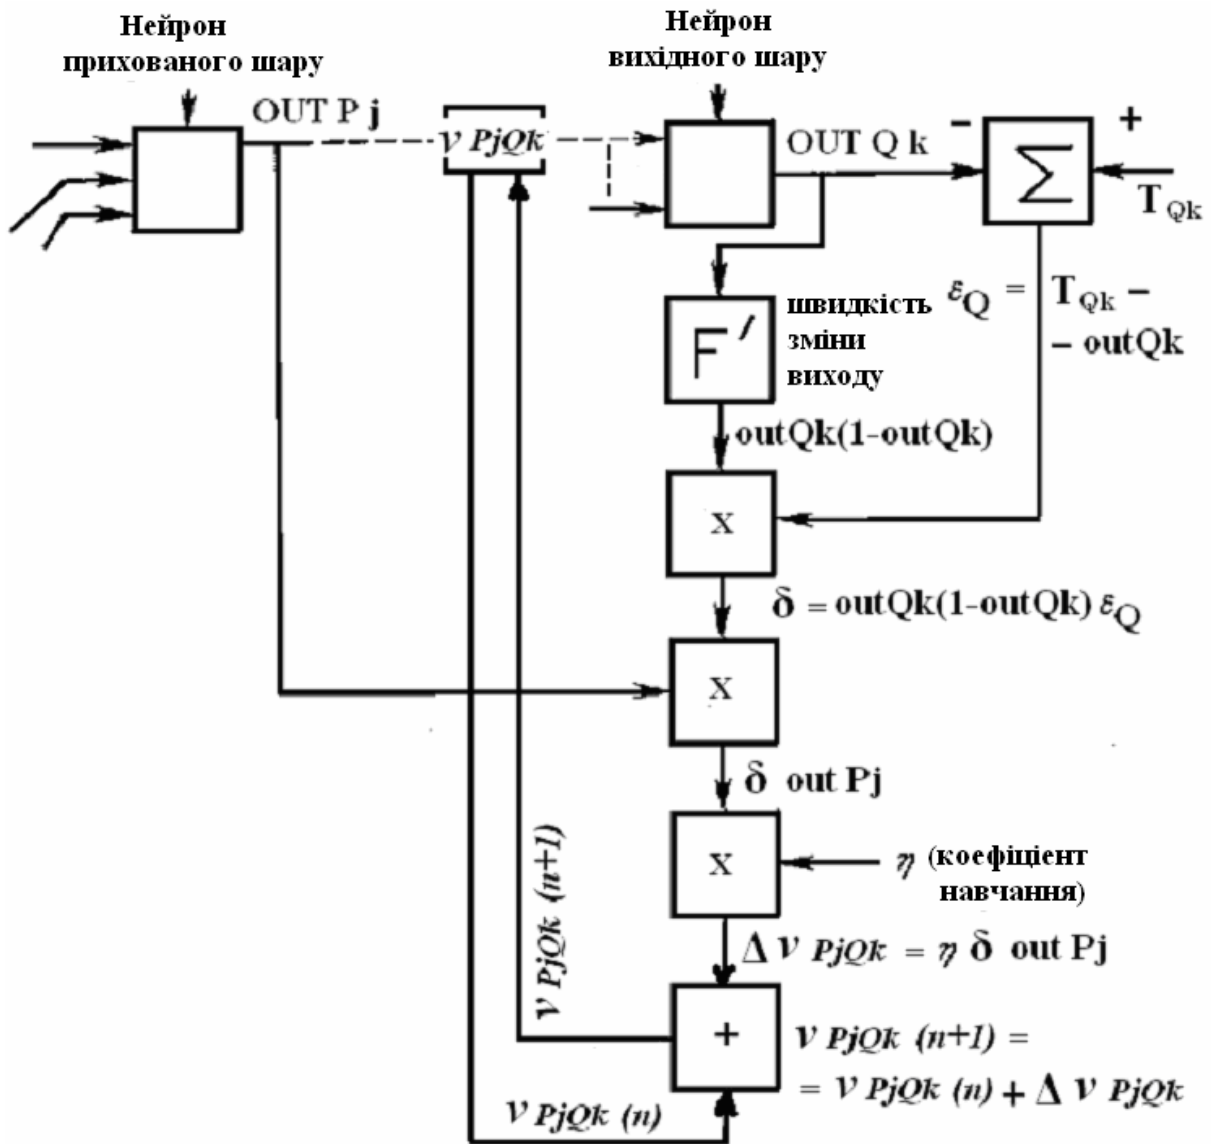 Нейрон
прихованого шару
Нейрон
вихідного шару
OUT P j
ν PjQk
OUT Q k
-
+
Σ
T Qk
ε Q = T Qk −
− outQk
F′
швидкість
зміни
виходу
outQk(1-outQk)
x
δ = outQk(1-outQk) ε Q
x
δ out Pj
x
η (коефіцієнт
навчання)
Δ ν PjQk = η δ out Pj
ν PjQk (n+1)
+
ν PjQk (n+1) =
= ν PjQk (n) + Δ ν PjQk
ν PjQk (n)